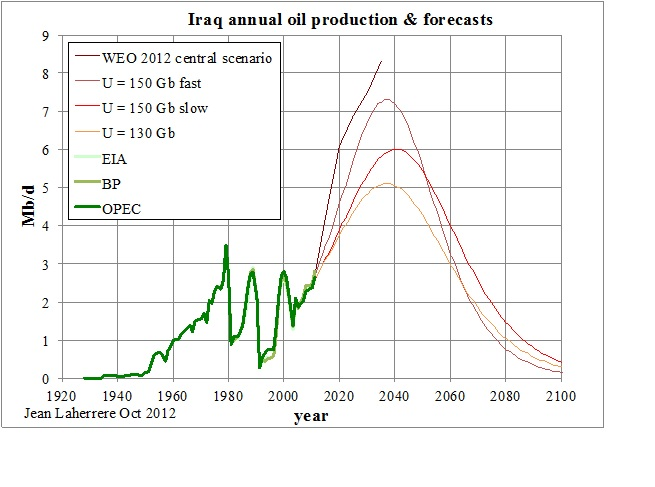 Iraq annual oil production & forecasts
9
8
7
6
5
4
3
2
1
0
Mb/d
WEO 2012 central scenario
U = 150 Gb fast
U = 150 Gb slow
U = 130 Gb
EIA
BP
OPEC
1920 1940 1960 1980 2000 2020 2040 2060 2080 2100
Jean Laherrere Oct 2012
year